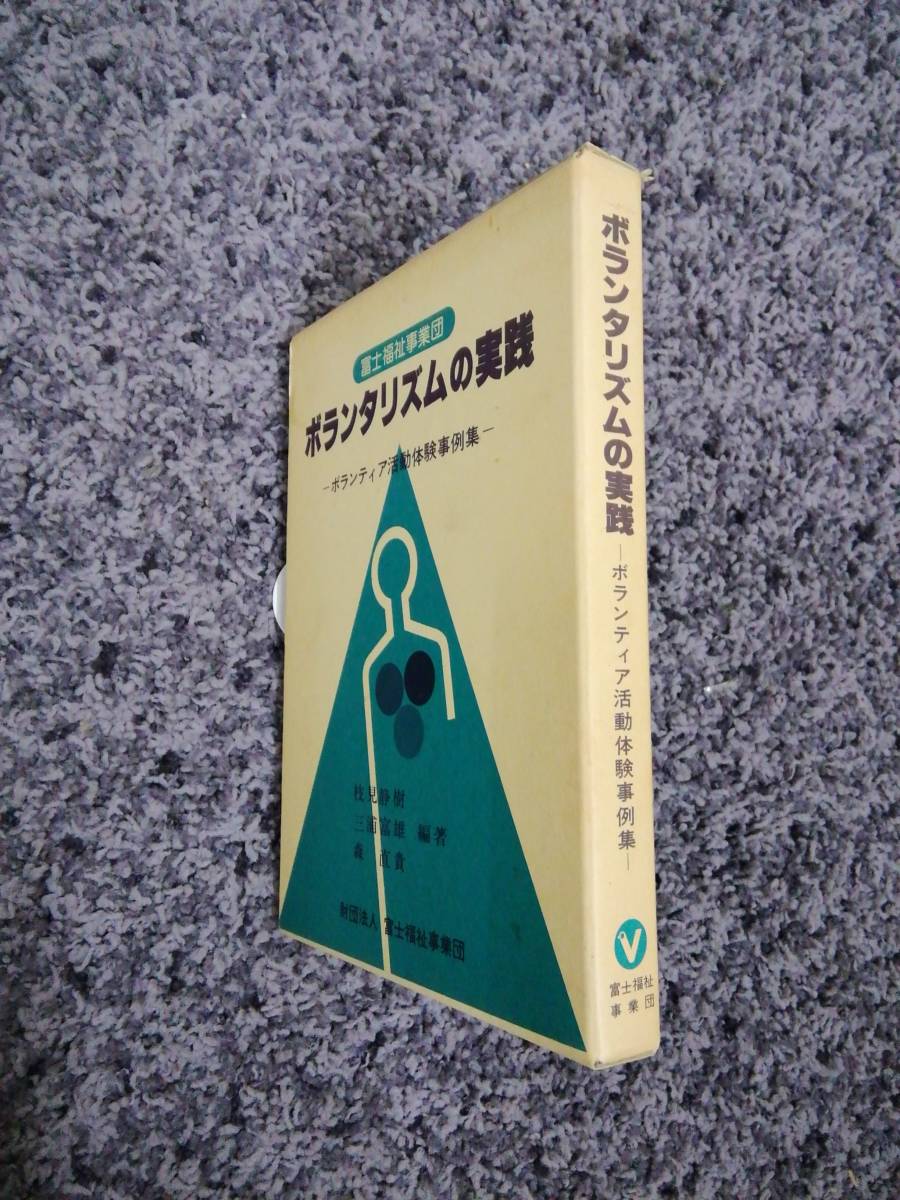 富士福祉事業団
ボランタリズムの実践
―ボランティア活動体験事例集―
枝見静樹
三浦富雄 編著
森 直貴
財団法人 富士福祉事業団
ボランタリズムの実践
―ボランティア活動体験事例集―
V
富士福祉
事業団